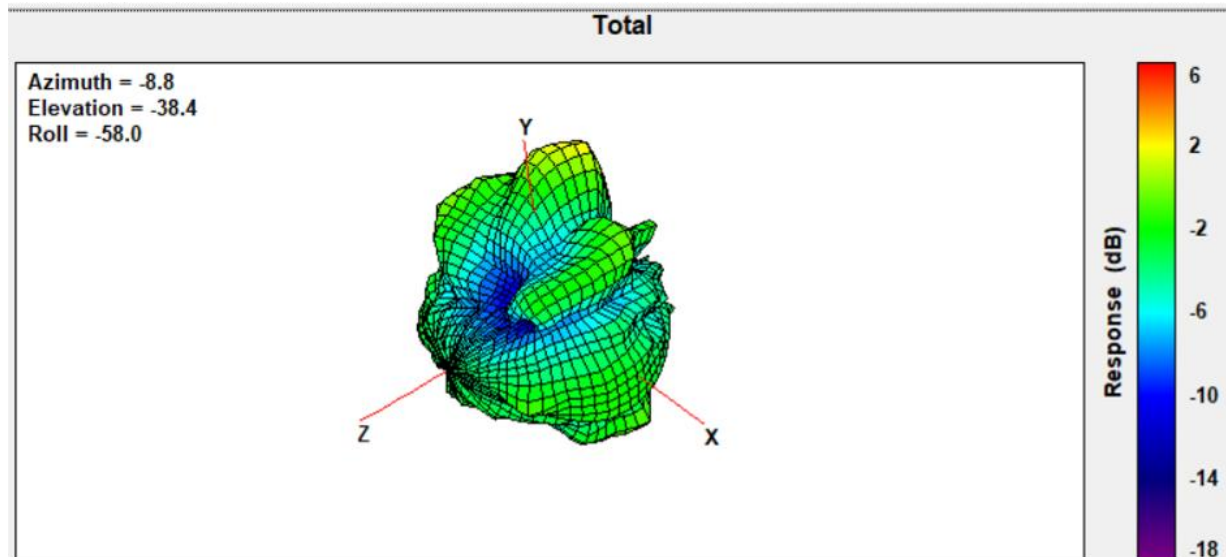 Total
Azimuth = -8.8
Elevation = -38.4
Roll = -58.0
Y
Z
X
6
2
-2
-6
-10
-14
-18
Response (dB)